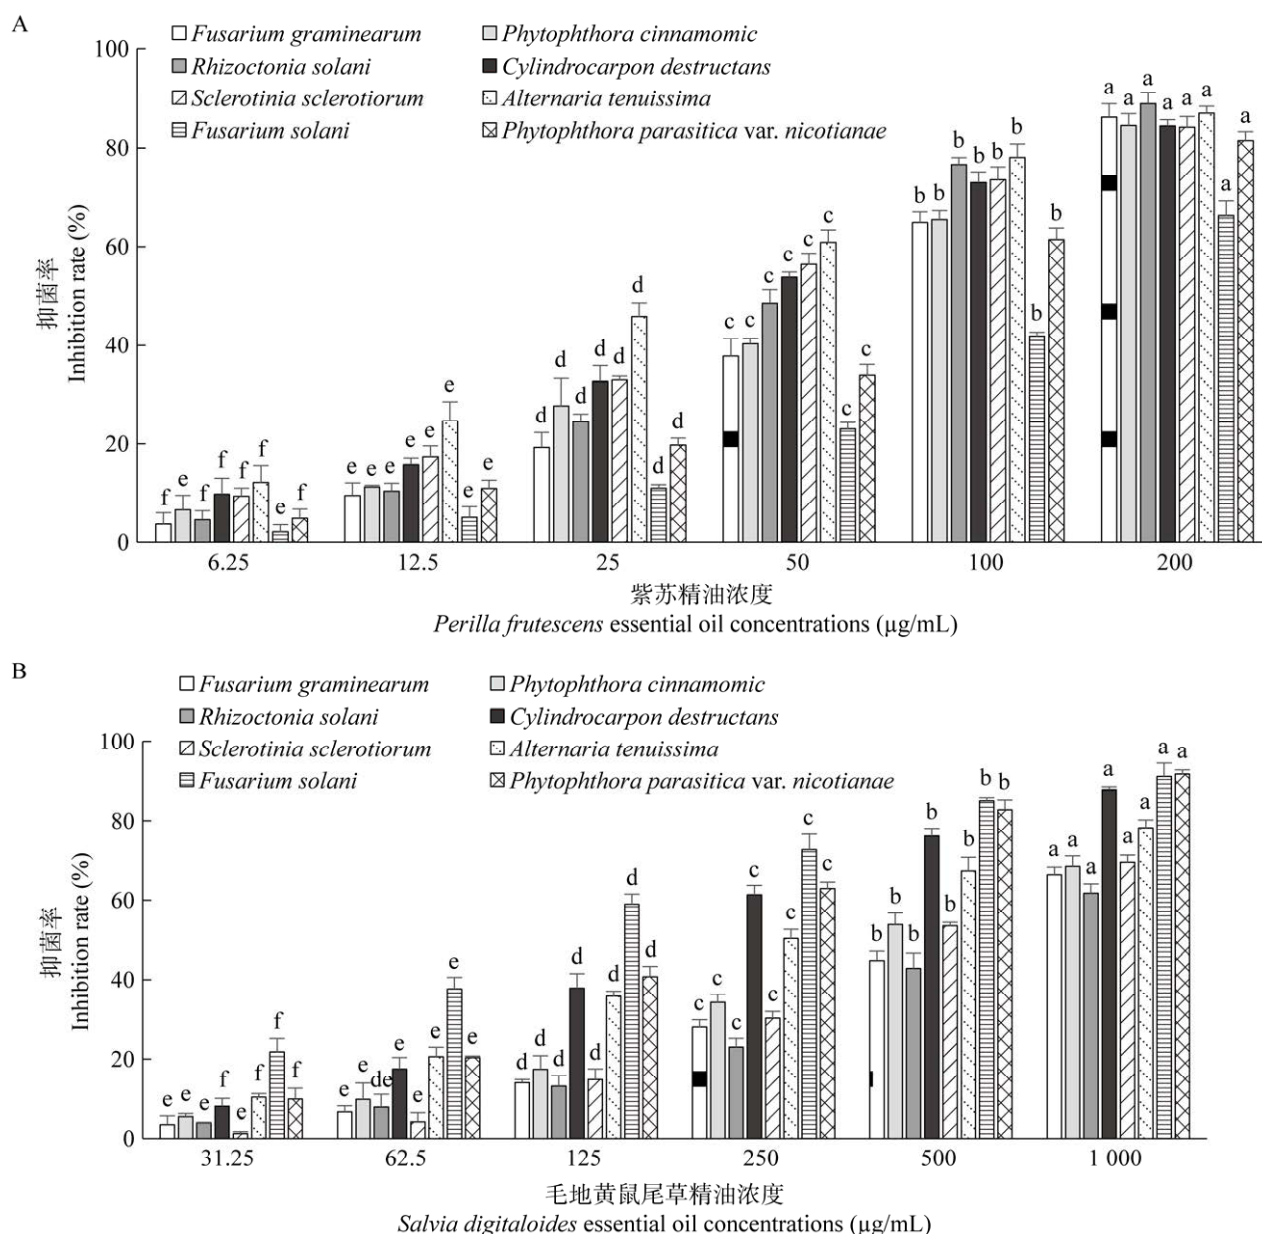 A
Fusarium graminearum Phytophthora cinnamomic
Rhizoctonia solani Cylindrocarpon destructans
Sclerotinia sclerotiorum Alternaria tenuissima
Fusarium solani Phytophthora parasitica var. nicotianae
100
80
60
40
20
0
抑菌率
Inhibition rate (%)
f e f f f f e f
e e e e e e e e
d d d d d d d d
c c c c c c c c
b b b b b b b b
a a a a a a a a
6.25 12.5 25 50 100 200
紫苏精油浓度
Perilla frutescens essential oil concentrations (µg/mL)
B
Fusarium graminearum Phytophthora cinnamomic
Rhizoctonia solani Cylindrocarpon destructans
Sclerotinia sclerotiorum Alternaria tenuissima
Fusarium solani Phytophthora parasitica var. nicotianae
100
80
60
40
20
0
抑菌率
Inhibition rate (%)
e e e f e f f f
e e de e e e e e
d d d d d d d d
c c c c c c c c
b b b b b b b b
a a a a a a a a
31.25 62.5 125 250 500 1 000
毛地黄鼠尾草精油浓度
Salvia digitaloides essential oil concentrations (µg/mL)